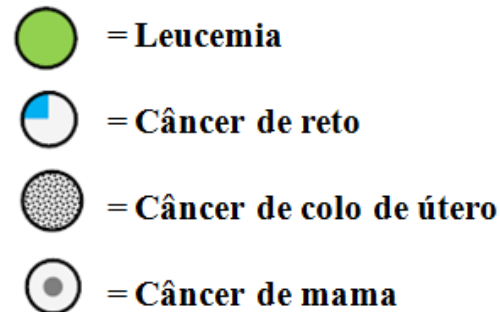 = Leucemia
= Câncer de reto
= Câncer de colo de útero
= Câncer de mama